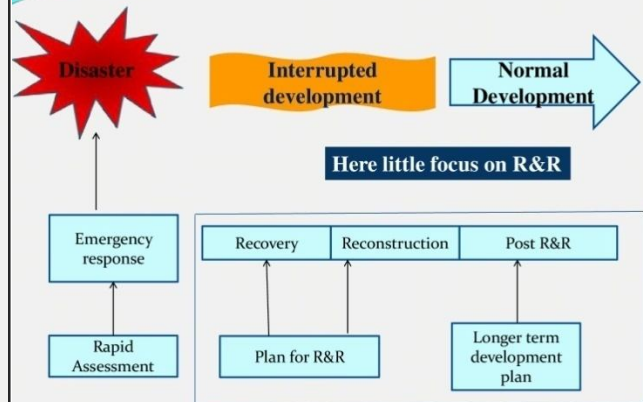 Disaster
Interrupted
development
Normal
Development
Here little focus on R&R
Emergency
response
Recovery
Reconstruction
Post R&R
Rapid
Assessment
Plan for R&R
Longer term
development
plan